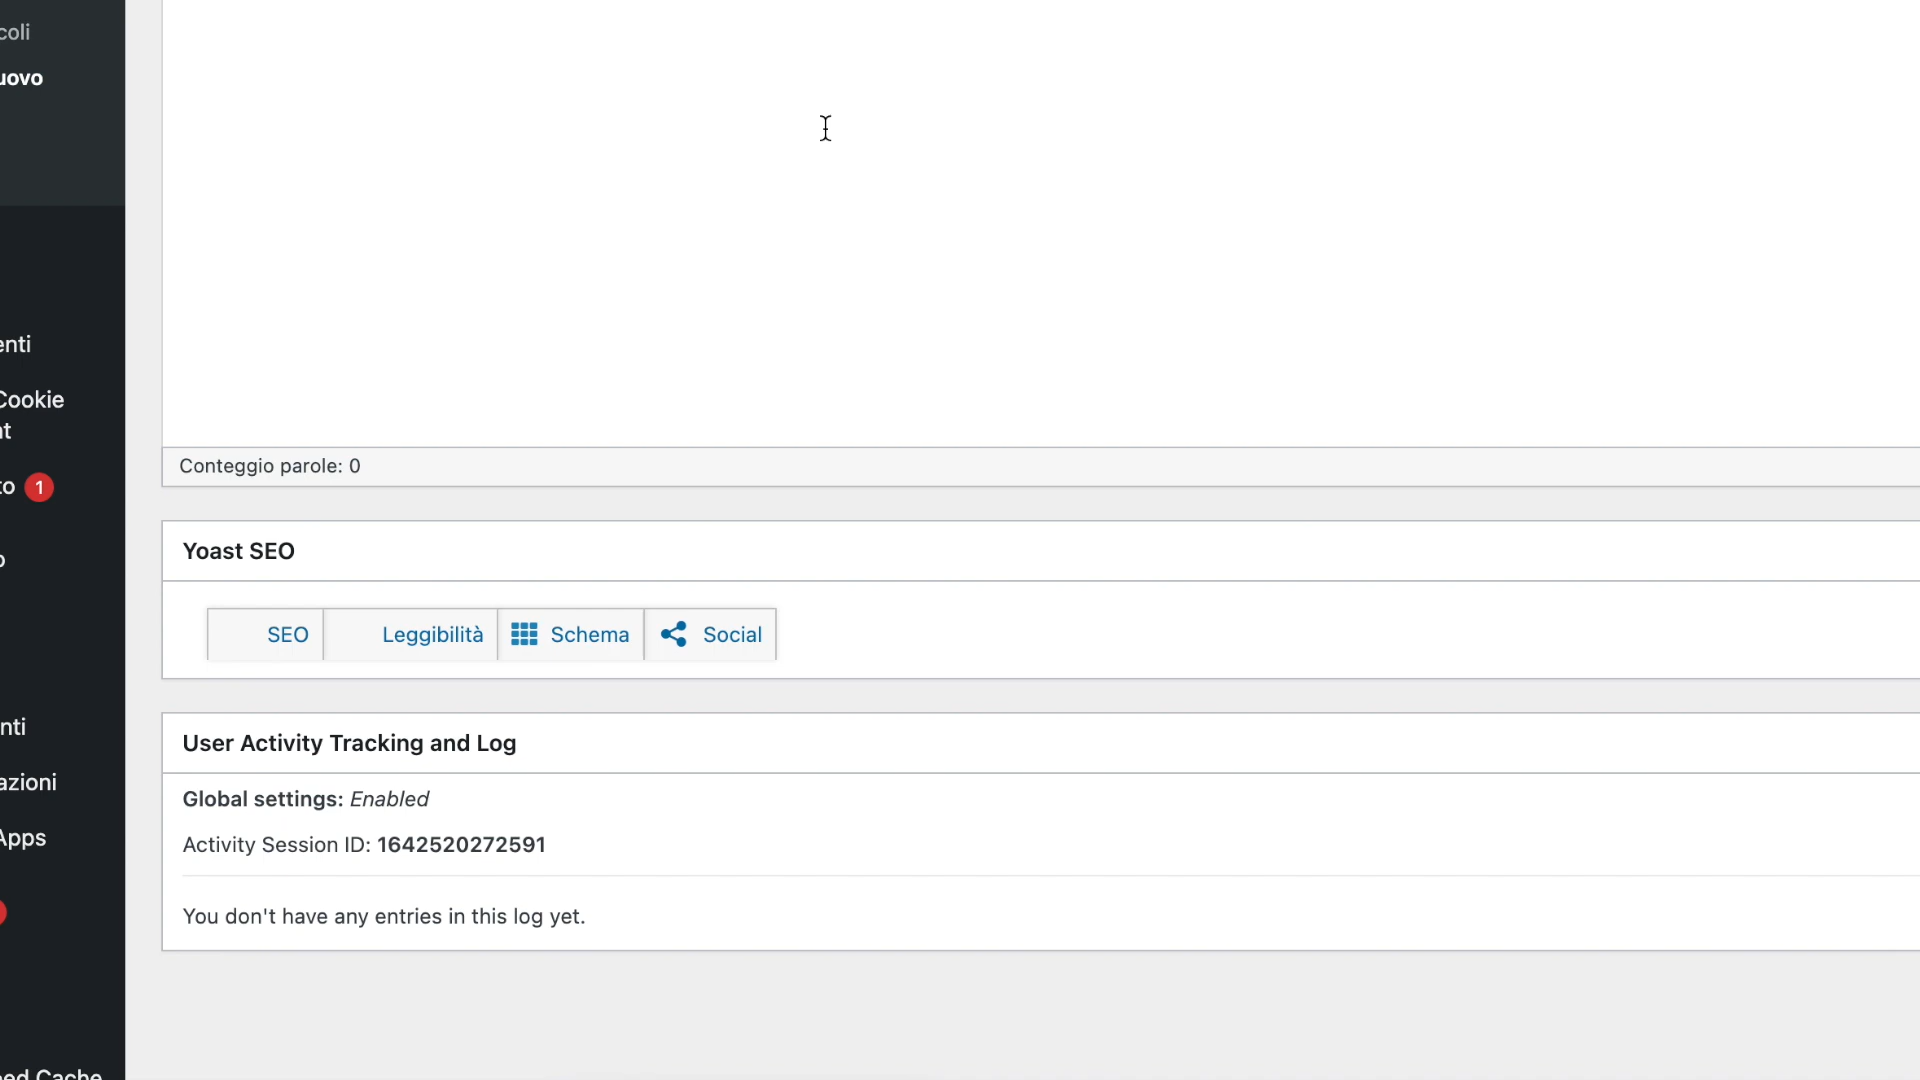 coli
uovo
enti
Cookie
nt
to 1
o
nti
azioni
Apps
eed Cache
Conteggio parole: 0
Yoast SEO
SEO Leggibilità Schema Social
User Activity Tracking and Log
Global settings: Enabled
Activity Session ID: 1642520272591
You don't have any entries in this log yet.